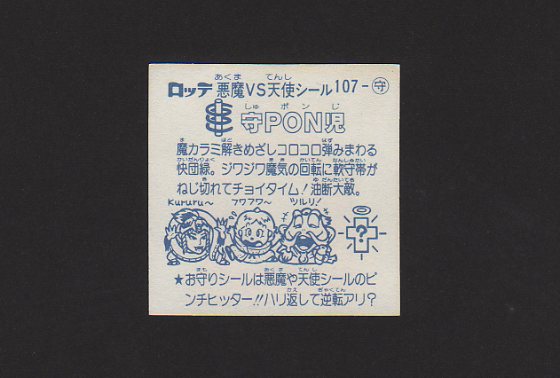 ロッテ 悪魔VS天使シール 107-守
守PON児
魔カラミ解きめざしコロコロ弾みまわる
快団縁。ジワジワ魔気の回転に軟守帯が
ねじ切れてチョイタイム！油断大敵。
Kururu〜 フワフワ〜 ツルリ！
?
★お守りシールは悪魔や天使シールのピ
ンチヒッター!!ハリ返して逆転アリ？